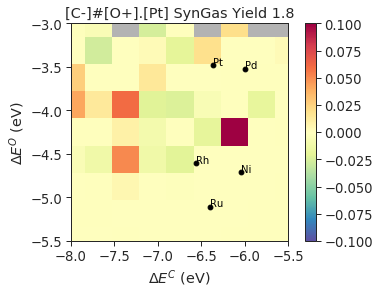 [C-]#[O+].[Pt] SynGas Yield 1.8
−3.0
−3.5
−4.0
−4.5
−5.0
−5.5
ΔE^O (eV)
Pt
Pd
Rh
Ni
Ru
−8.0 −7.5 −7.0 −6.5 −6.0 −5.5
ΔE^C (eV)
0.100
0.075
0.050
0.025
0.000
−0.025
−0.050
−0.075
−0.100